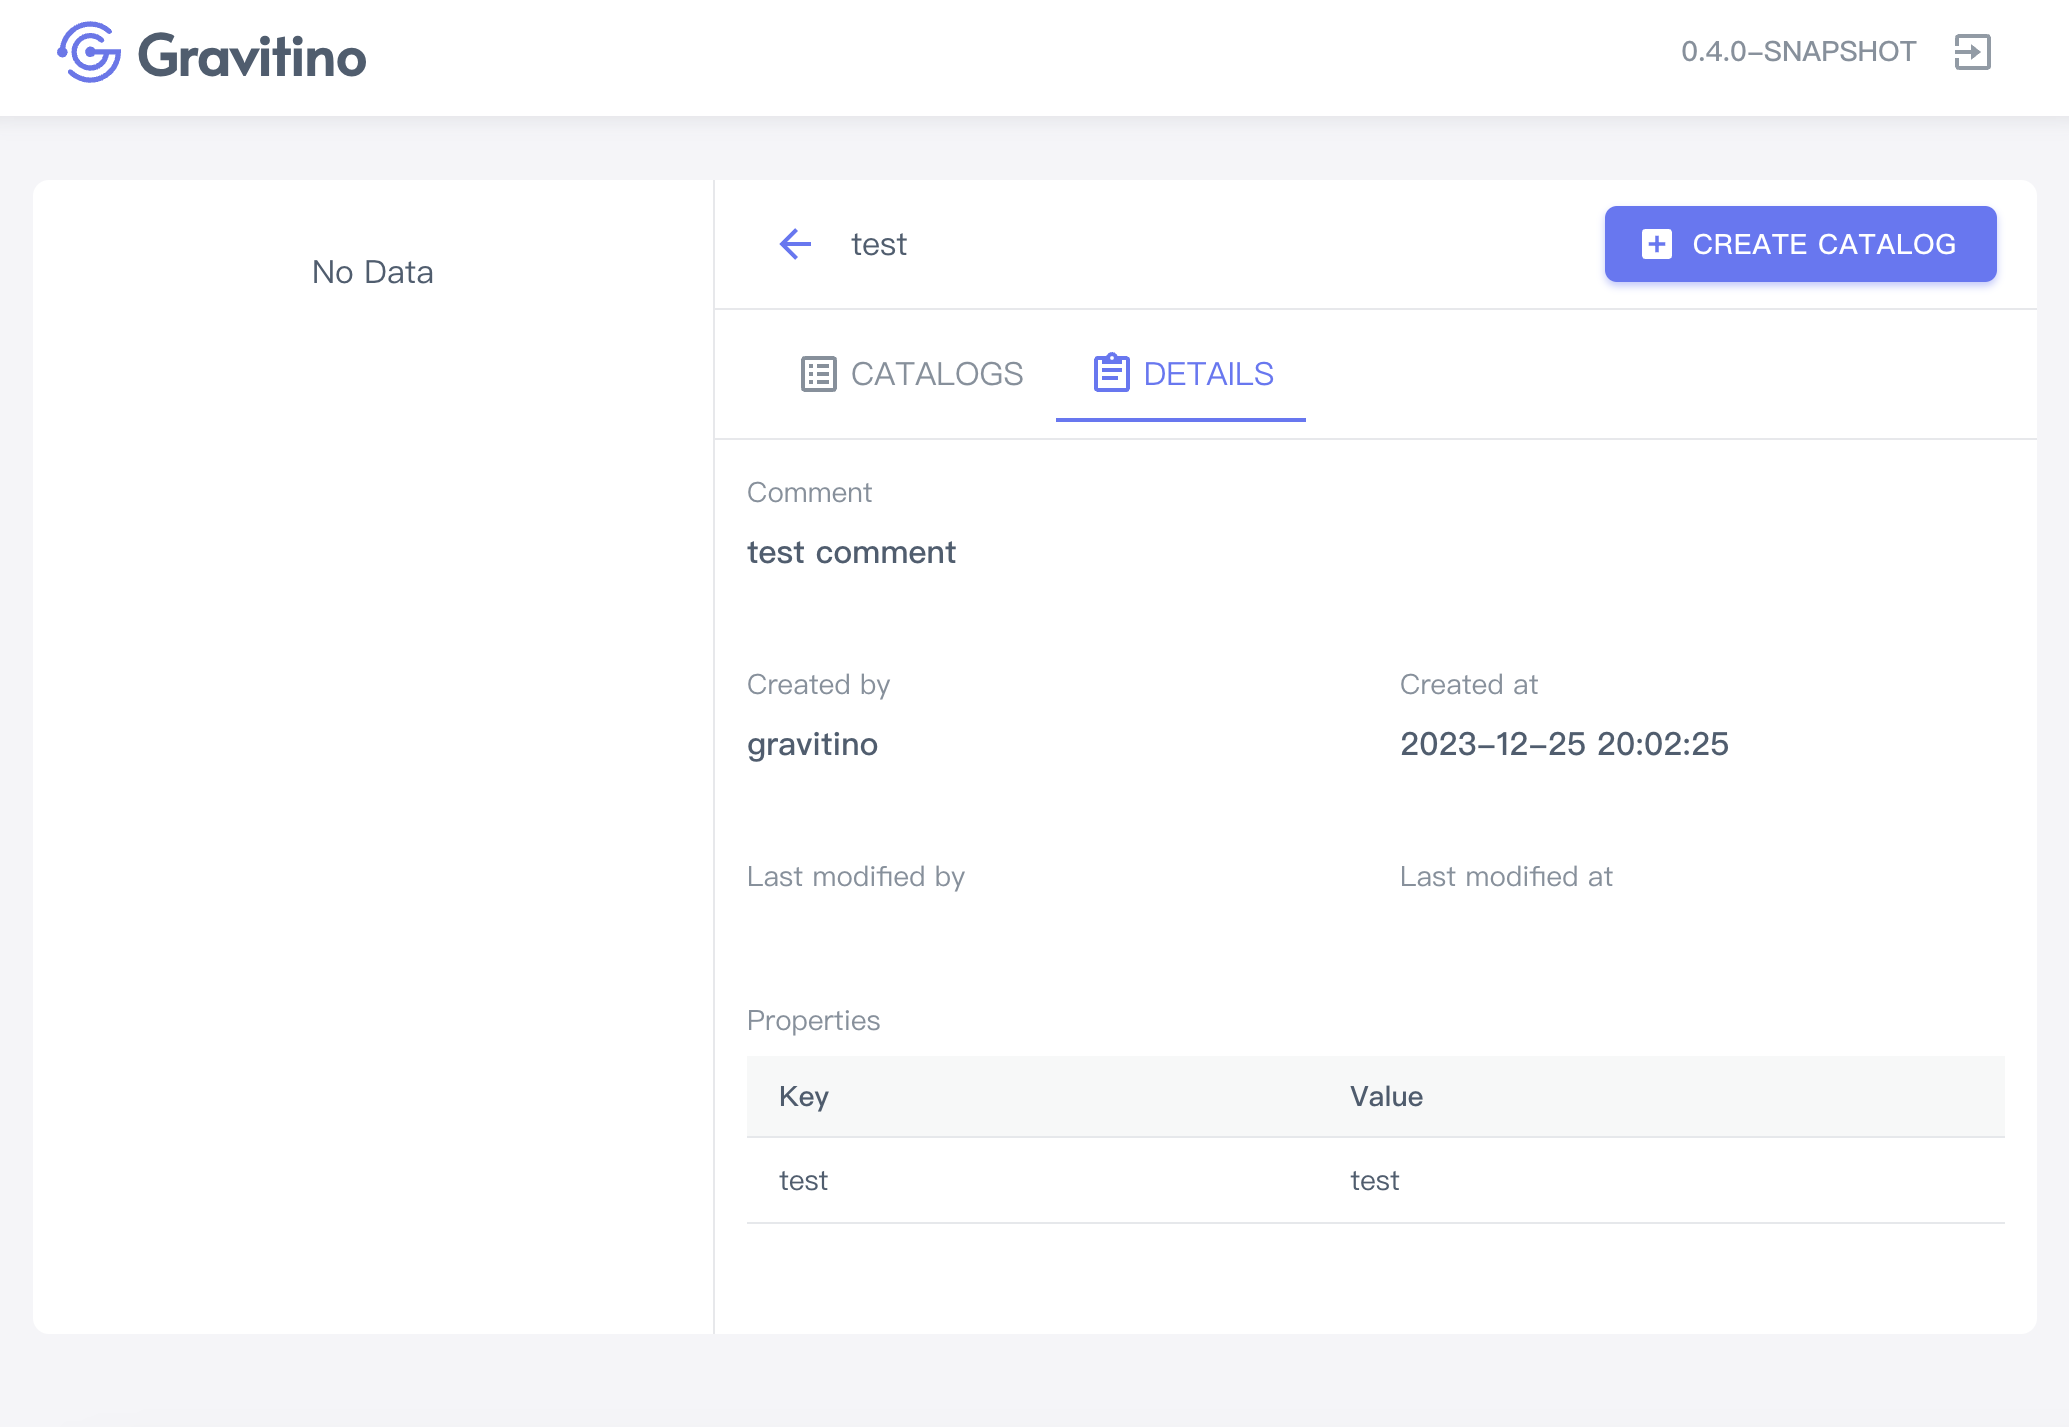 Gravitino
0.4.0-SNAPSHOT
No Data
test
CREATE CATALOG
CATALOGS
DETAILS
Comment
test comment
Created by
Created at
gravitino
2023-12-25 20:02:25
Last modified by
Last modified at
Properties
Key
Value
test
test